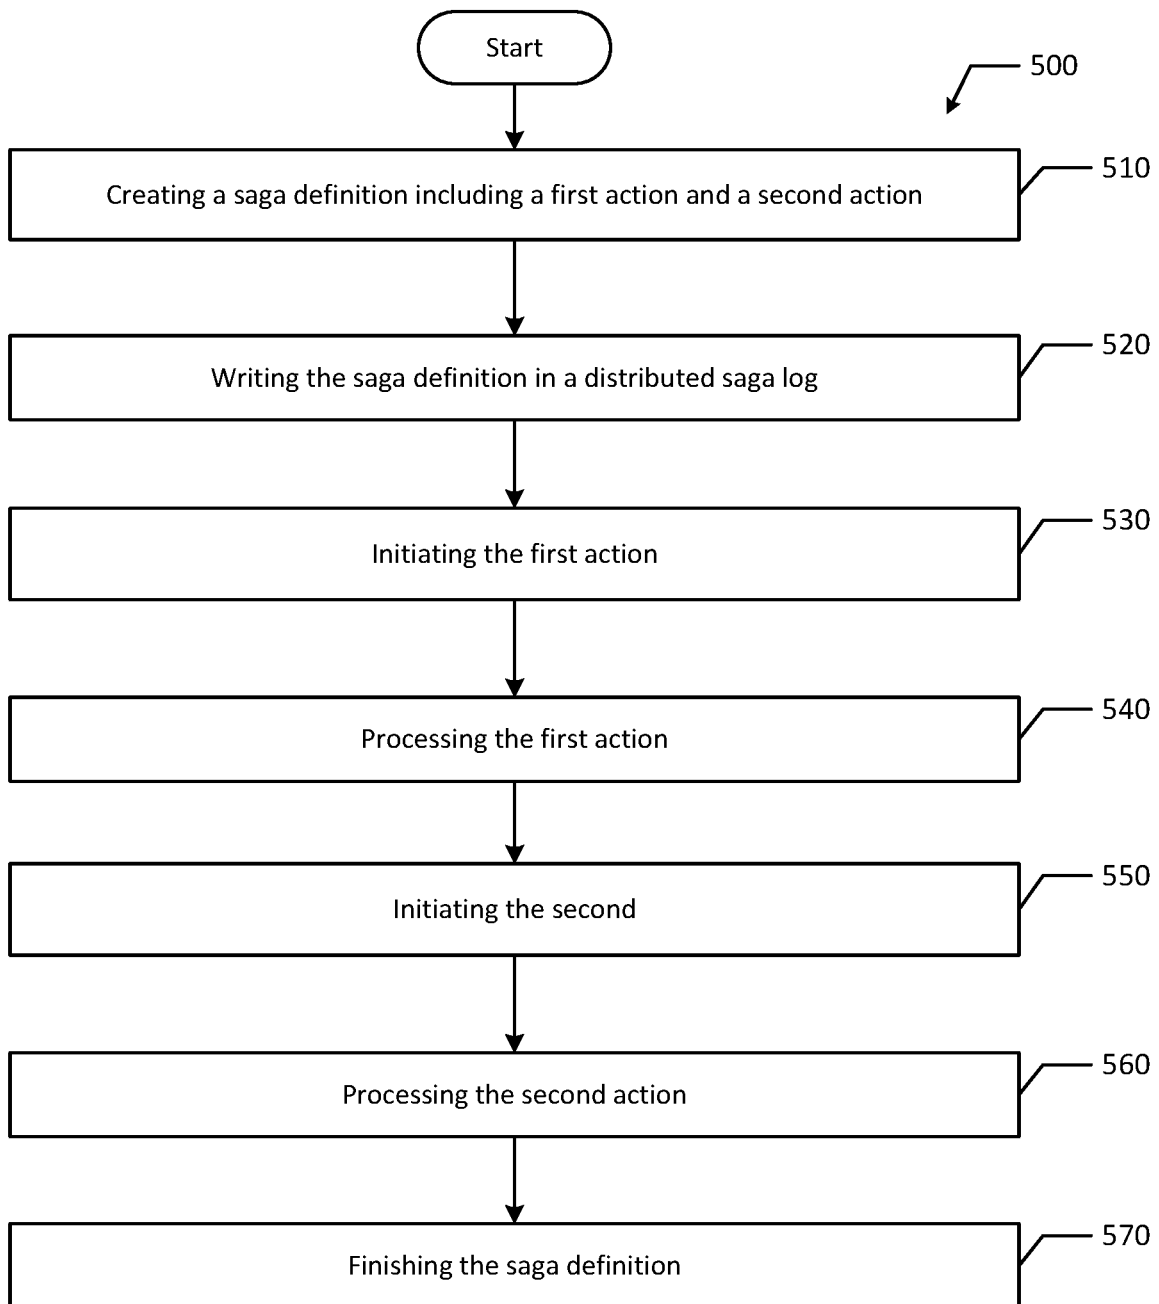 Start
500
Creating a saga definition including a first action and a second action
510
Writing the saga definition in a distributed saga log
520
Initiating the first action
530
Processing the first action
540
Initiating the second
550
Processing the second action
560
Finishing the saga definition
570